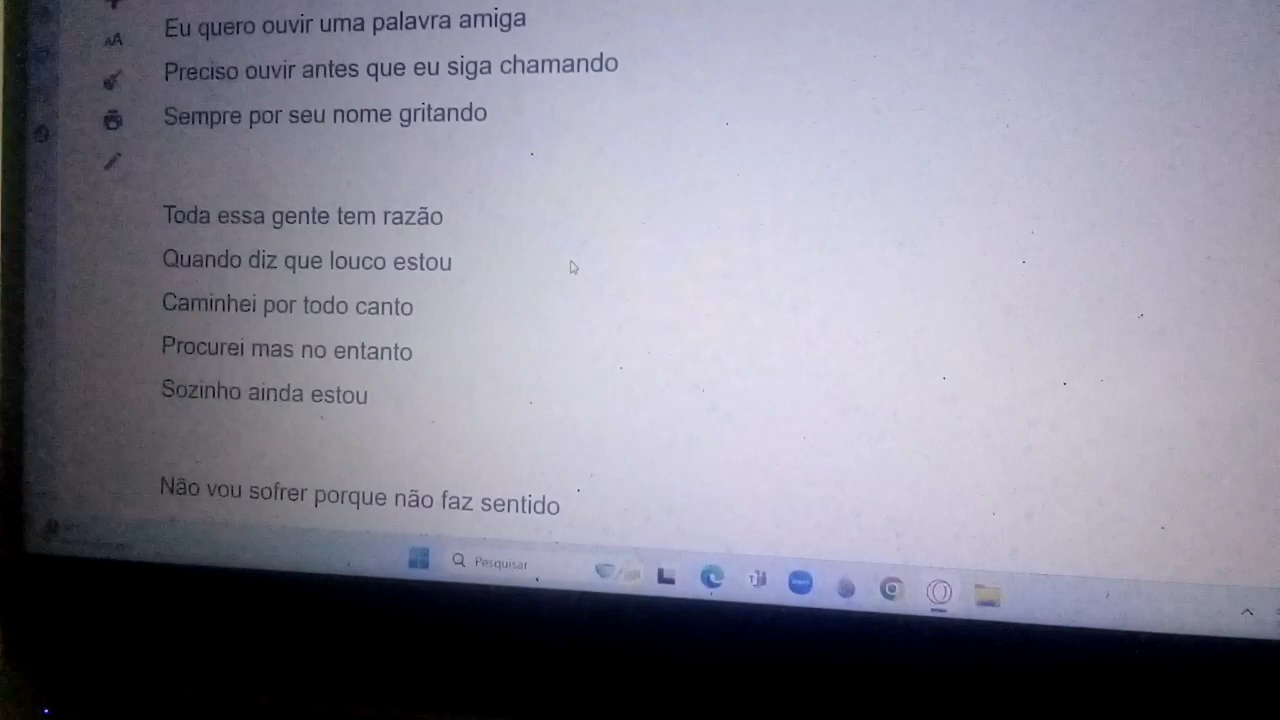 Eu quero ouvir uma palavra amiga
AA
Preciso ouvir antes que eu siga chamando
Sempre por seu nome gritando
Toda essa gente tem razão
Quando diz que louco estou
Caminhei por todo canto
Procurei mas no entanto
Sozinho ainda estou
Não vou sofrer porque não faz sentido
Pesquisar